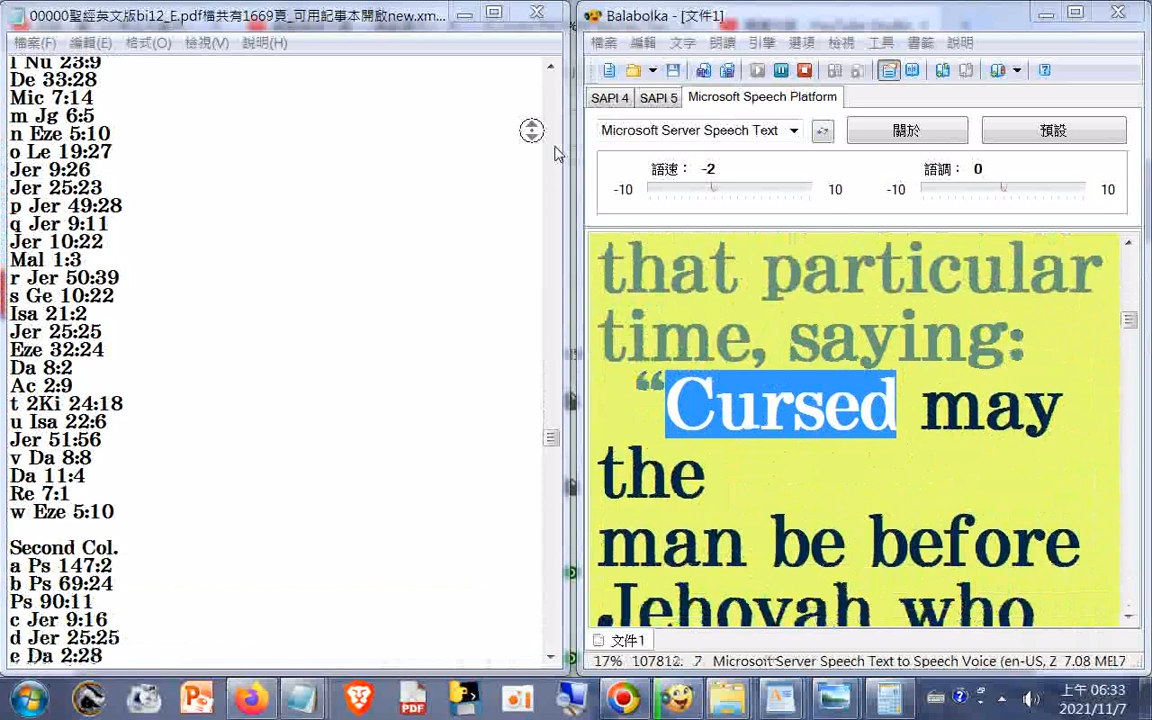 00000聖經英文版bi12_E.pdf檔共有1669頁_可用記事本開啟new.xm...
檔案(F) 編輯(E) 格式(O) 檢視(V) 說明(H)
l Nu 23:9
De 33:28
Mic 7:14
m Jg 6:5
n Eze 5:10
o Le 19:27
Jer 9:26
Jer 25:23
p Jer 49:28
q Jer 9:11
Jer 10:22
Mal 1:3
r Jer 50:39
s Ge 10:22
Isa 21:2
Jer 25:25
Eze 32:24
Da 8:2
Ac 2:9
t 2Ki 24:18
u Isa 22:6
Jer 51:56
v Da 8:8
Da 11:4
Re 7:1
w Eze 5:10
Second Col.
a Ps 147:2
b Ps 69:24
Ps 90:11
c Jer 9:16
d Jer 25:25
e Da 2:28
Balabolka - [文件1]
檔案 編輯 文字 朗讀 引擎 選項 檢視 工具 書籤 說明
SAPI 4 SAPI 5 Microsoft Speech Platform
Microsoft Server Speech Text 關於 預設
語速： -2 語調： 0
-10 10 -10 10
that particular
time, saying:
“Cursed may
the
man be before
Jehovah who
文件1
17% 107812. 7 Microsoft Server Speech Text to Speech Voice (en-US, Z 7.08 MEL7
PDF
上午 06:33
2021/11/7